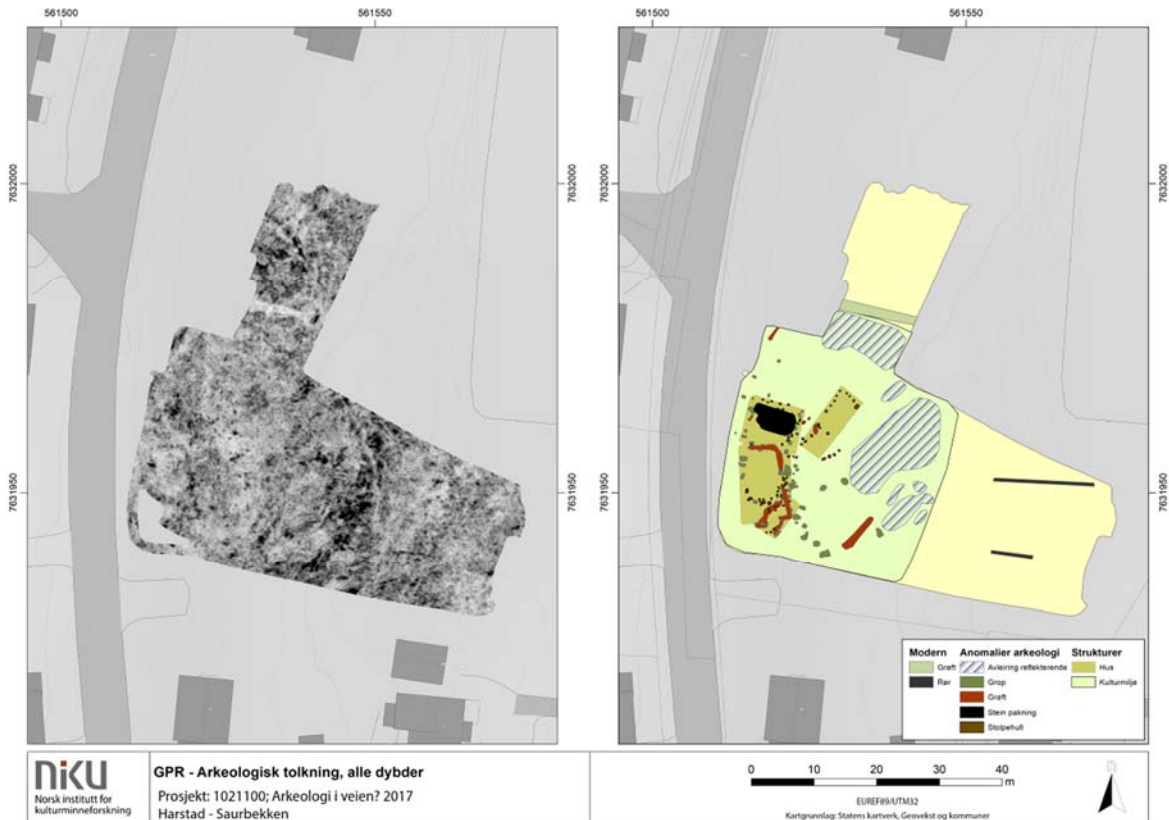 561500
561550
561500
561550
7632000
7632000
7632000
7631950
7631950
7631950
Modern
Grøft
Rør
Anomalier arkeologi
Avleiring reflekterende
Grop
Grøft
Stein pakning
Stolpehull
Strukturer
Hus
Kulturmiljø
niku
Norsk institutt for
kulturminneforskning
GPR - Arkeologisk tolkning, alle dybder
Prosjekt: 1021100; Arkeologi i veien? 2017
Harstad - Saurbekken
0 10 20 30 40
m
EUREF89/UTM32
Kartgrunnlag: Statens kartverk, Geovekst og kommuner